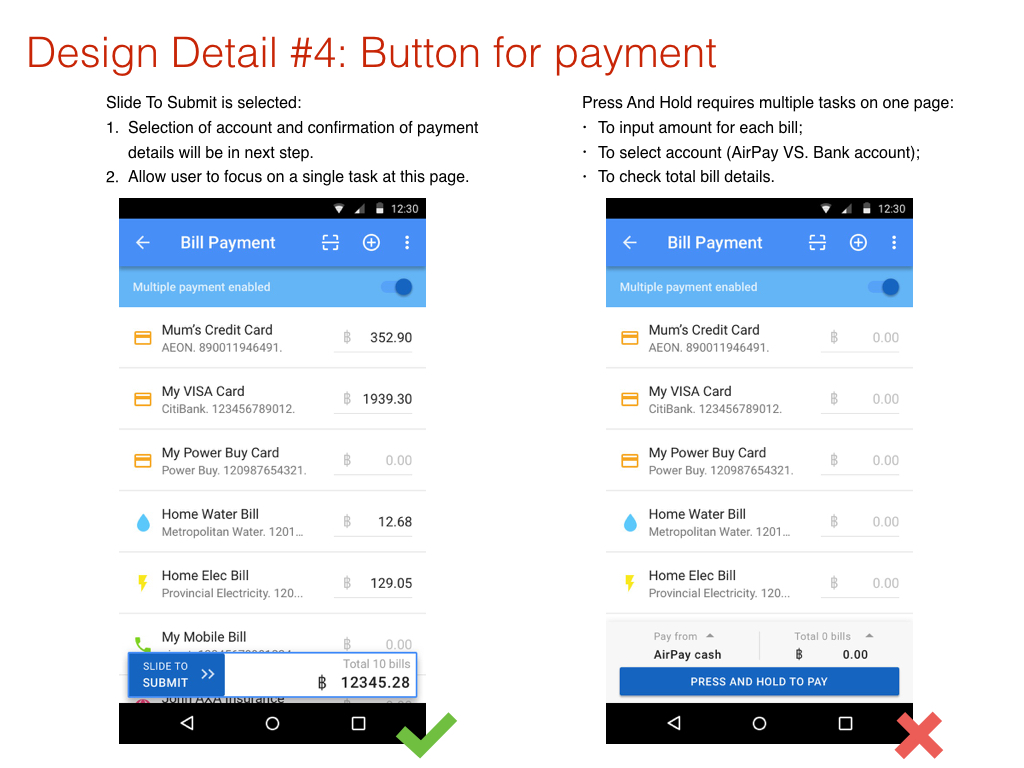 Design Detail #4: Button for payment
Slide To Submit is selected:
1. Selection of account and confirmation of payment
details will be in next step.
2. Allow user to focus on a single task at this page.
Press And Hold requires multiple tasks on one page:
· To input amount for each bill;
· To select account (AirPay VS. Bank account);
· To check total bill details.
12:30
Bill Payment
Multiple payment enabled
Mum's Credit Card
฿ 352.90
AEON. 890011946491.
My VISA Card
฿ 1939.30
CitiBank. 123456789012.
My Power Buy Card
฿ 0.00
Power Buy. 120987654321.
Home Water Bill
฿ 12.68
Metropolitan Water. 1201...
Home Elec Bill
฿ 129.05
Provincial Electricity. 120...
My Mobile Bill
฿ 0.00
SLIDE TO
SUBMIT
Total 10 bills
฿ 12345.28
John AXA Insurance
12:30
Bill Payment
Multiple payment enabled
Mum's Credit Card
฿ 0.00
AEON. 890011946491.
My VISA Card
฿ 0.00
CitiBank. 123456789012.
My Power Buy Card
฿ 0.00
Power Buy. 120987654321.
Home Water Bill
฿ 0.00
Metropolitan Water. 1201...
Home Elec Bill
฿ 0.00
Provincial Electricity. 120...
Pay from
AirPay cash
Total 0 bills
฿ 0.00
PRESS AND HOLD TO PAY